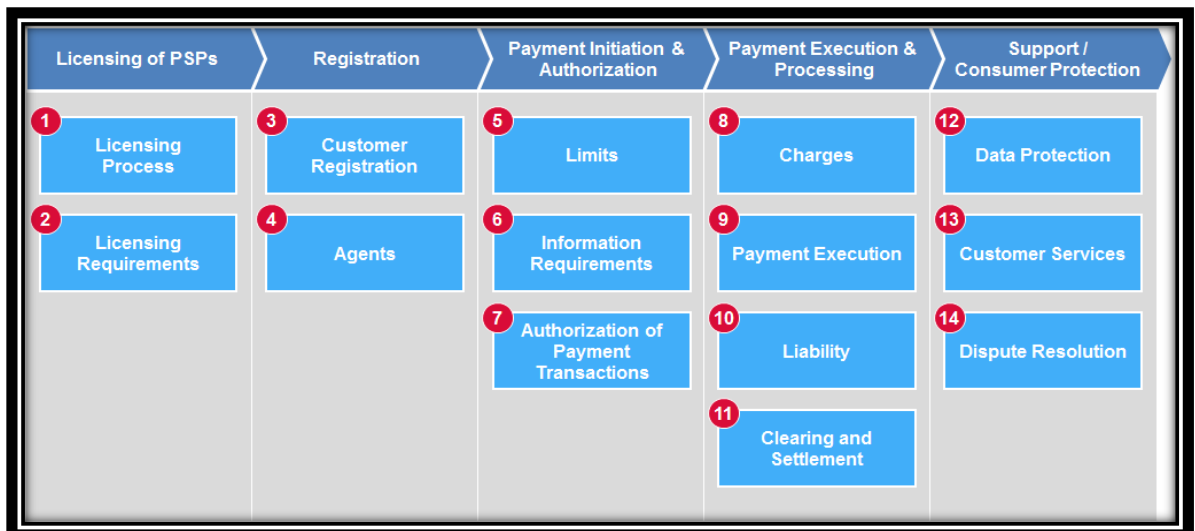 Licensing of PSPs
Registration
Payment Initiation &
Authorization
Payment Execution &
Processing
Support /
Consumer Protection
1
Licensing
Process
2
Licensing
Requirements
3
Customer
Registration
4
Agents
5
Limits
6
Information
Requirements
7
Authorization of
Payment
Transactions
8
Charges
9
Payment Execution
10
Liability
11
Clearing and
Settlement
12
Data Protection
13
Customer Services
14
Dispute Resolution